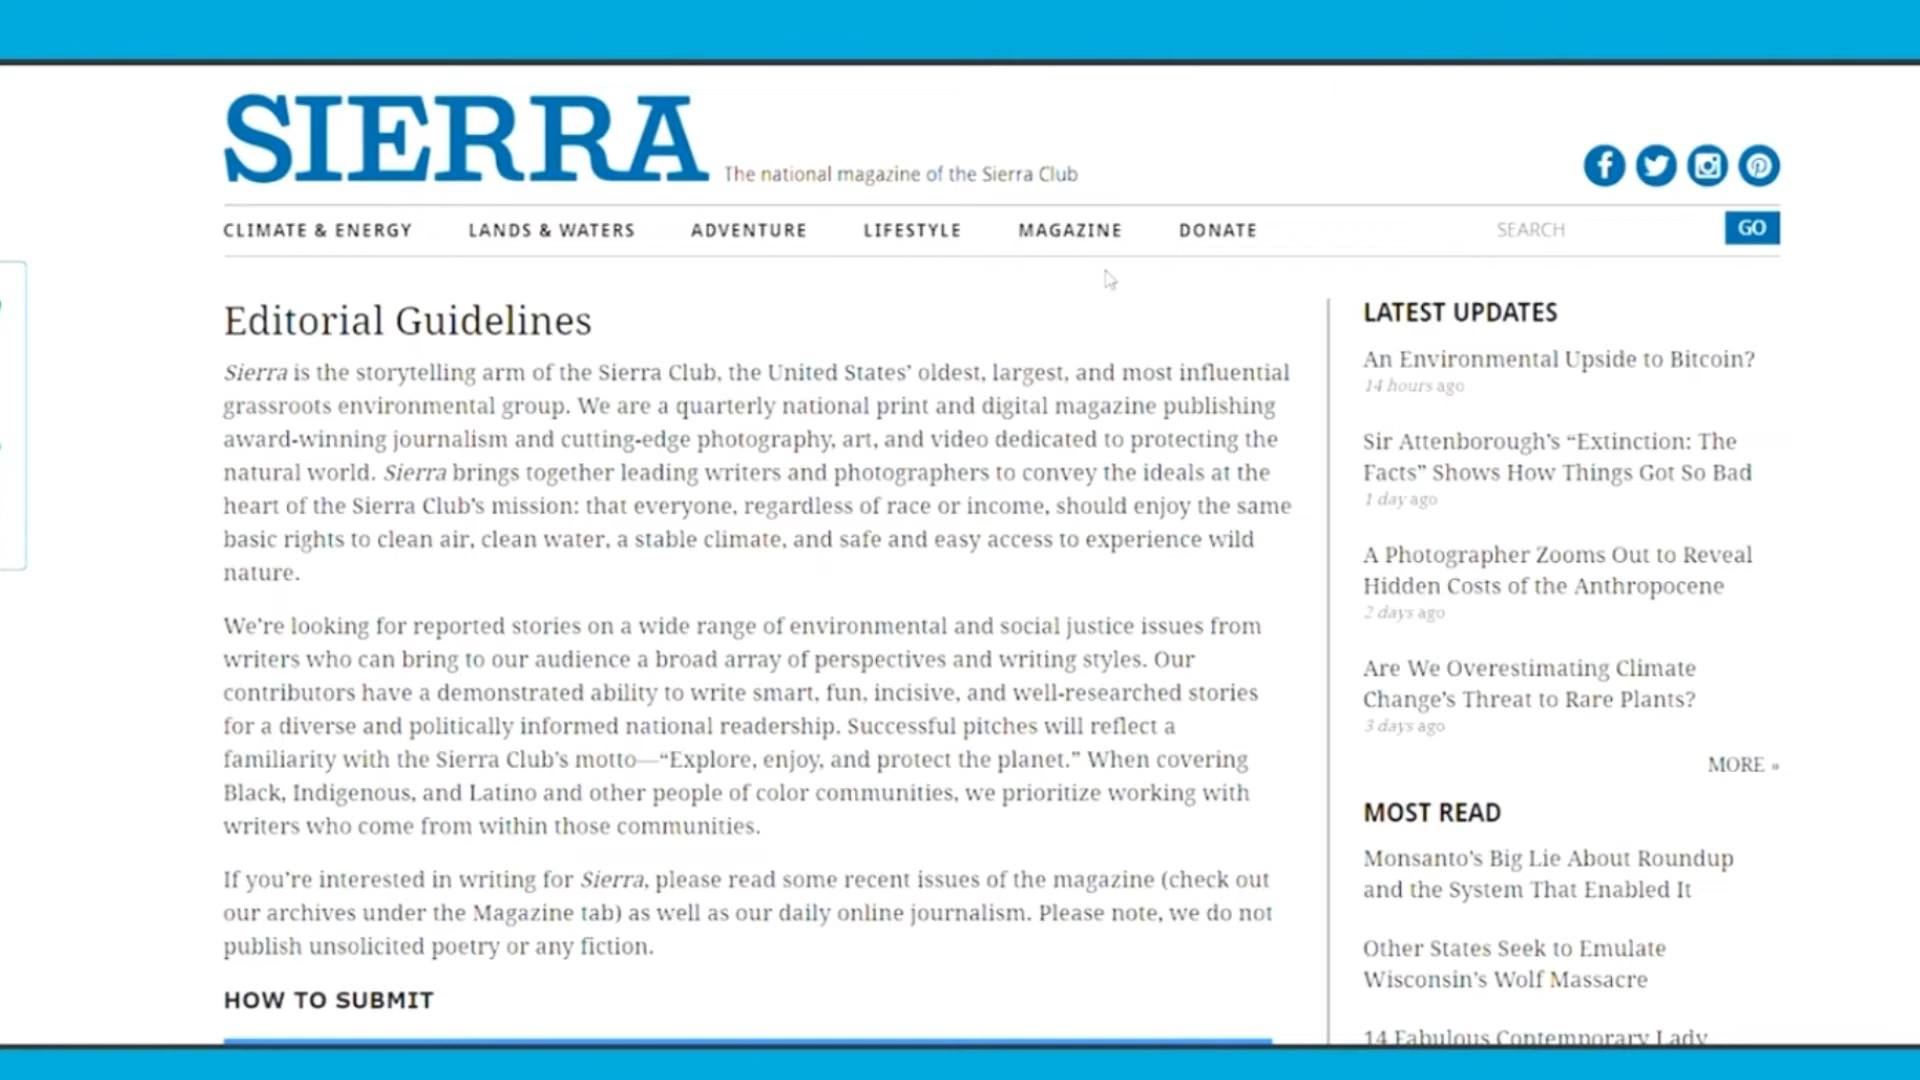 SIERRA
The national magazine of the Sierra Club
CLIMATE & ENERGY LANDS & WATERS ADVENTURE LIFESTYLE MAGAZINE DONATE SEARCH GO
Editorial Guidelines
Sierra is the storytelling arm of the Sierra Club, the United States’ oldest, largest, and most influential
grassroots environmental group. We are a quarterly national print and digital magazine publishing
award-winning journalism and cutting-edge photography, art, and video dedicated to protecting the
natural world. Sierra brings together leading writers and photographers to convey the ideals at the
heart of the Sierra Club’s mission: that everyone, regardless of race or income, should enjoy the same
basic rights to clean air, clean water, a stable climate, and safe and easy access to experience wild
nature.
We’re looking for reported stories on a wide range of environmental and social justice issues from
writers who can bring to our audience a broad array of perspectives and writing styles. Our
contributors have a demonstrated ability to write smart, fun, incisive, and well-researched stories
for a diverse and politically informed national readership. Successful pitches will reflect a
familiarity with the Sierra Club’s motto—“Explore, enjoy, and protect the planet.” When covering
Black, Indigenous, and Latino and other people of color communities, we prioritize working with
writers who come from within those communities.
If you’re interested in writing for Sierra, please read some recent issues of the magazine (check out
our archives under the Magazine tab) as well as our daily online journalism. Please note, we do not
publish unsolicited poetry or any fiction.
HOW TO SUBMIT
LATEST UPDATES
An Environmental Upside to Bitcoin?
14 hours ago
Sir Attenborough’s “Extinction: The
Facts” Shows How Things Got So Bad
1 day ago
A Photographer Zooms Out to Reveal
Hidden Costs of the Anthropocene
2 days ago
Are We Overestimating Climate
Change’s Threat to Rare Plants?
3 days ago
MORE »
MOST READ
Monsanto’s Big Lie About Roundup
and the System That Enabled It
Other States Seek to Emulate
Wisconsin’s Wolf Massacre
14 Fabulous Contemporary Lady